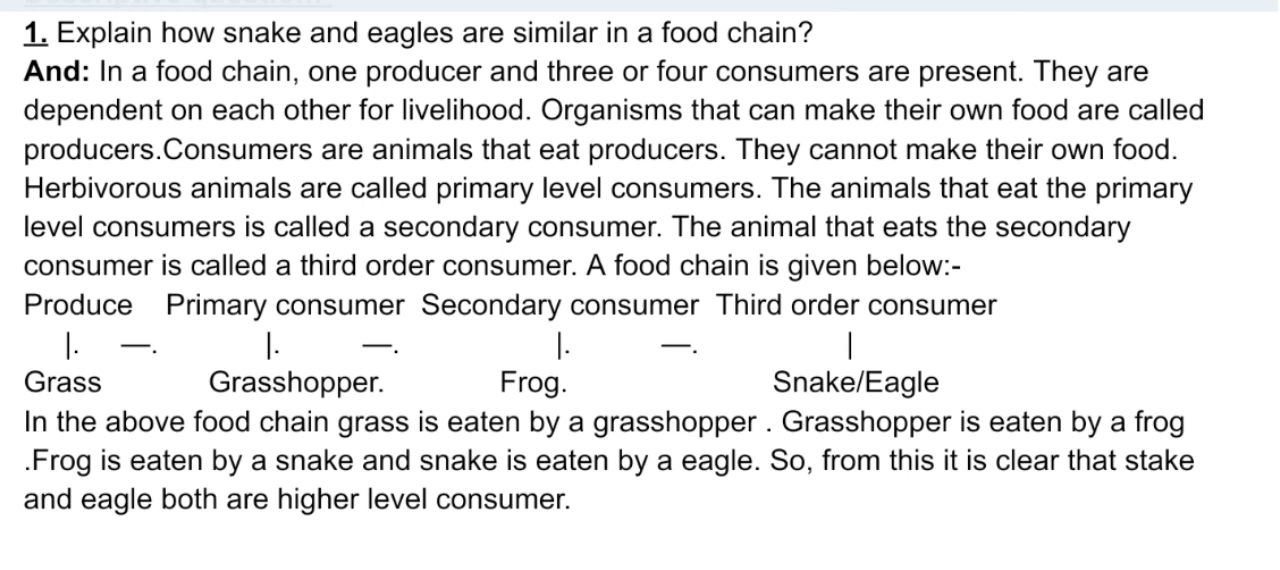 1. Explain how snake and eagles are similar in a food chain?
And: In a food chain, one producer and three or four consumers are present. They are
dependent on each other for livelihood. Organisms that can make their own food are called
producers.Consumers are animals that eat producers. They cannot make their own food.
Herbivorous animals are called primary level consumers. The animals that eat the primary
level consumers is called a secondary consumer. The animal that eats the secondary
consumer is called a third order consumer. A food chain is given below:-
Produce Primary consumer Secondary consumer Third order consumer
|. —. |. —. |. —. |
Grass Grasshopper. Frog. Snake/Eagle
In the above food chain grass is eaten by a grasshopper . Grasshopper is eaten by a frog
.Frog is eaten by a snake and snake is eaten by a eagle. So, from this it is clear that stake
and eagle both are higher level consumer.